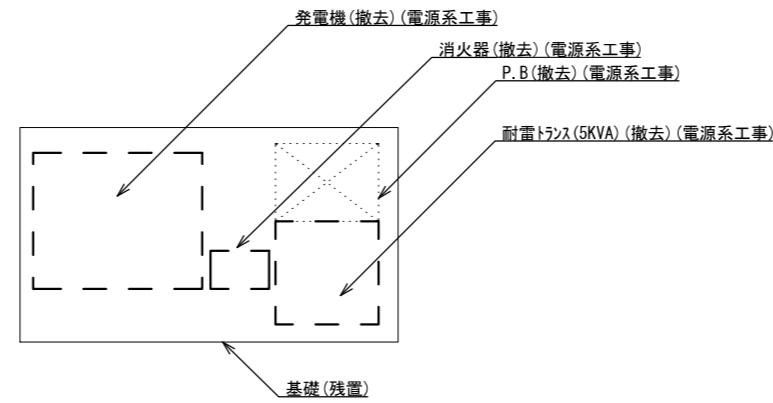 発電機(撤去)(電源系工事)
消火器(撤去)(電源系工事)
P.B(撤去)(電源系工事)
耐雷ﾄﾗﾝｽ(5KVA)(撤去)(電源系工事)
基礎(残置)